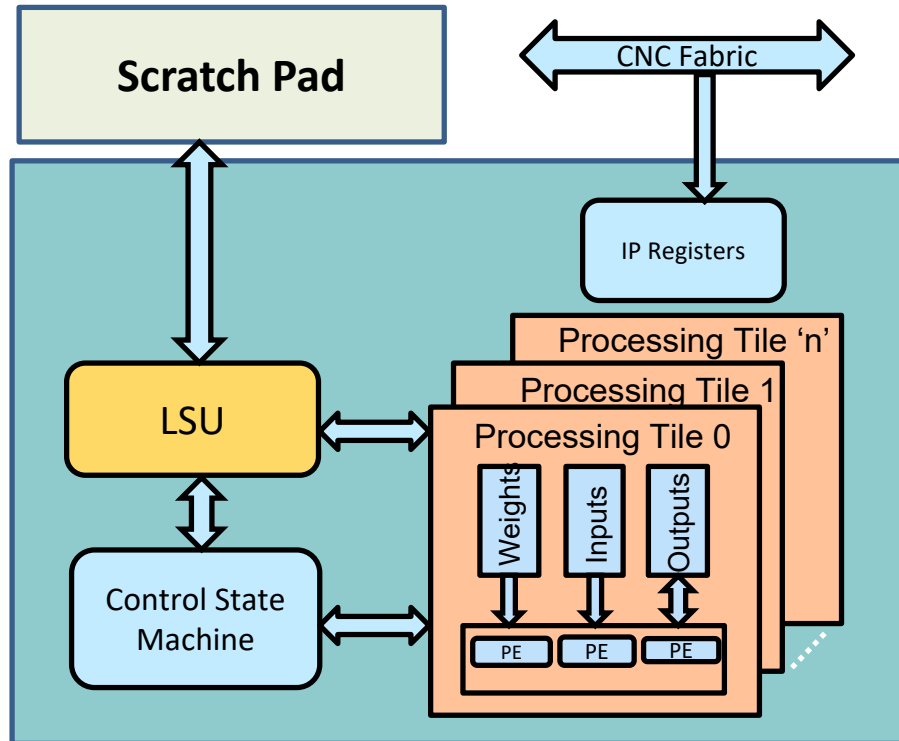 Scratch Pad
CNC Fabric
IP Registers
Processing Tile ‘n’
Processing Tile 1
Processing Tile 0
LSU
Weights
Inputs
Outputs
Control State
Machine
PE
PE
PE